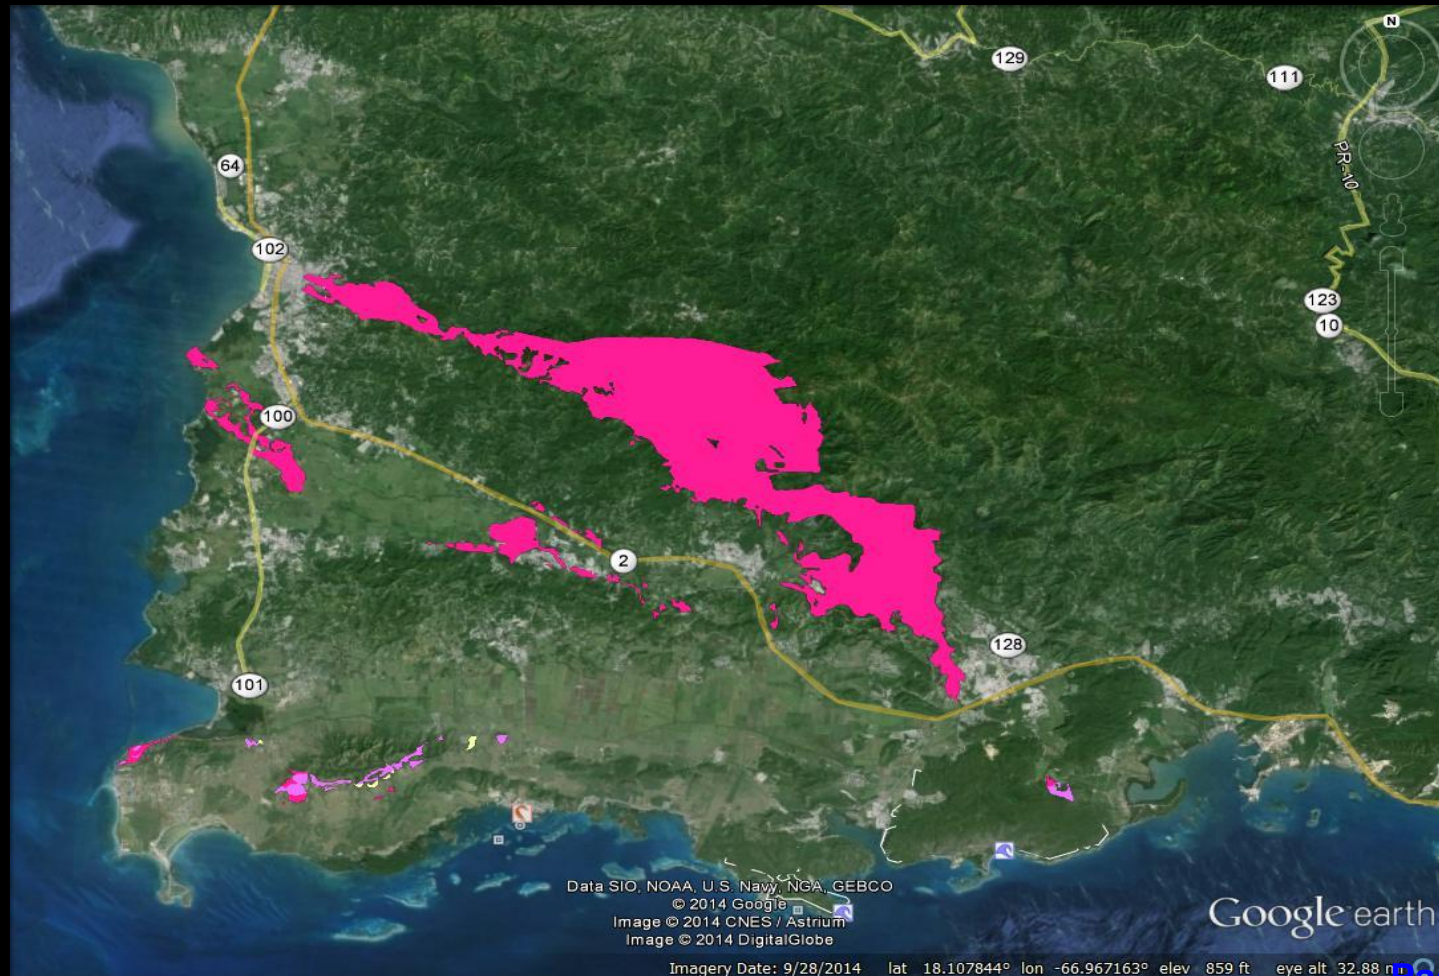 N
129
111
PR-10
64
102
123
10
100
2
128
101
Data SIO, NOAA, U.S. Navy, NGA, GEBCO
© 2014 Google
Image © 2014 CNES / Astrium
Image © 2014 DigitalGlobe
Google earth
Imagery Date: 9/28/2014 lat 18.107844° lon -66.967163° elev 859 ft eye alt 32.88